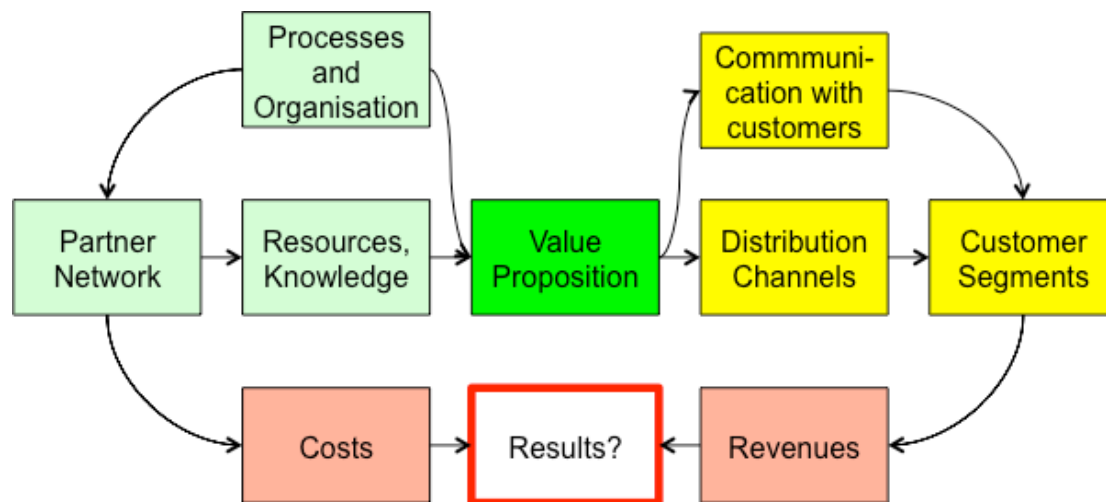 Processes
and
Organisation
Commmuni-
cation with
customers
Partner
Network
Resources,
Knowledge
Value
Proposition
Distribution
Channels
Customer
Segments
Costs
Results?
Revenues